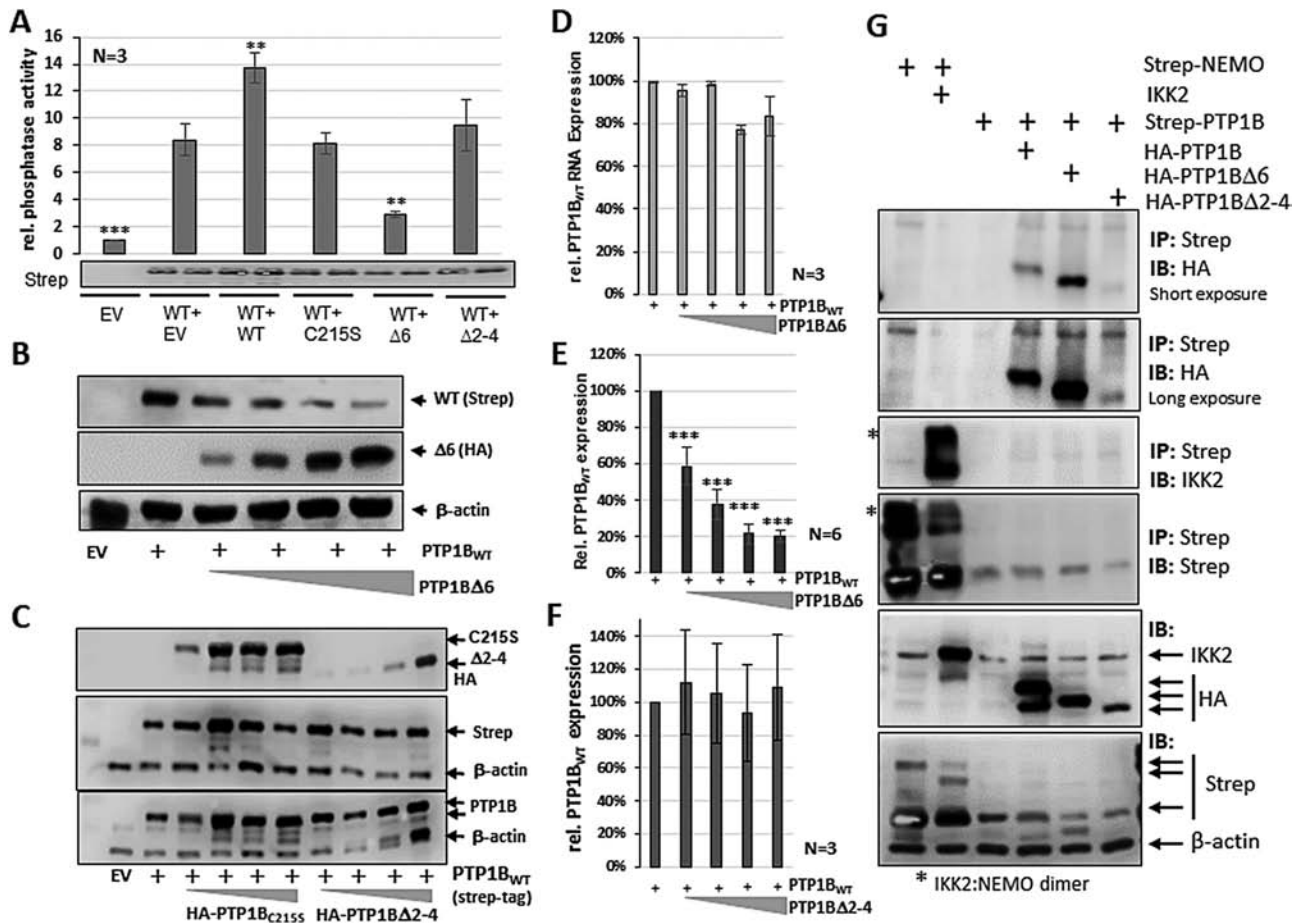 A
rel. phosphatase activity
16
14
12
10
8
6
4
2
0
N=3
***
**
**
Strep
EV
WT+ EV
WT+ WT
WT+ C215S
WT+ Δ6
WT+ Δ2-4
B
WT (Strep)
Δ6 (HA)
β-actin
EV + + + + + PTP1BWT
PTP1BΔ6
C
C215S
Δ2-4
HA
Strep
β-actin
PTP1B
β-actin
EV + + + + + + + + + PTP1BWT
(strep-tag)
HA-PTP1BC215S HA-PTP1BΔ2-4
D
rel. PTP1BWT RNA Expression
120%
100%
80%
60%
40%
20%
0%
N=3
+ + + + + PTP1BWT
PTP1BΔ6
E
Rel. PTP1BWT expression
120%
100%
80%
60%
40%
20%
0%
*** *** *** ***
N=6
+ + + + + PTP1BWT
PTP1BΔ6
F
rel. PTP1BWT expression
140%
120%
100%
80%
60%
40%
20%
0%
N=3
+ + + + + PTP1BWT
PTP1BΔ2-4
G
+ + Strep-NEMO
+ IKK2
+ + + + Strep-PTP1B
+ HA-PTP1B
+ HA-PTP1BΔ6
+ HA-PTP1BΔ2-4
IP: Strep
IB: HA
Short exposure
IP: Strep
IB: HA
Long exposure
*
IP: Strep
IB: IKK2
*
IP: Strep
IB: Strep
IB:
IKK2
HA
IB:
Strep
β-actin
* IKK2:NEMO dimer